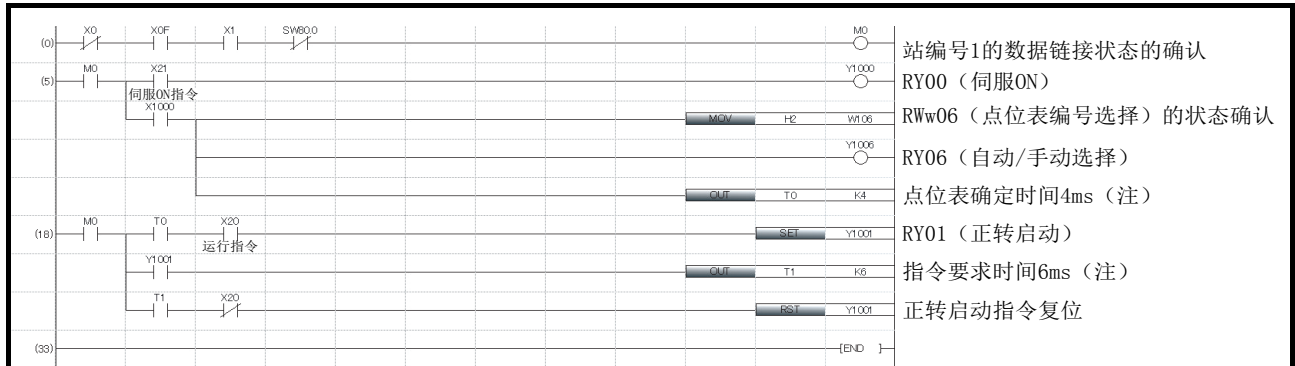 X0 X0F X1 SW80.0 M0
(0) 站编号1的数据链接状态的确认
M0 X21 Y1000
(5) RY00（伺服ON）
伺服ON指令
X1000
MOV H2 W106 RWw06（点位表编号选择）的状态确认
Y1006
RY06（自动/手动选择）
OUT T0 K4 点位表确定时间4ms（注）
M0 T0 X20
(18) SET Y1001 RY01（正转启动）
运行指令
Y1001
OUT T1 K6 指令要求时间6ms（注）
T1 X20
RST Y1001 正转启动指令复位
(33) [END ]